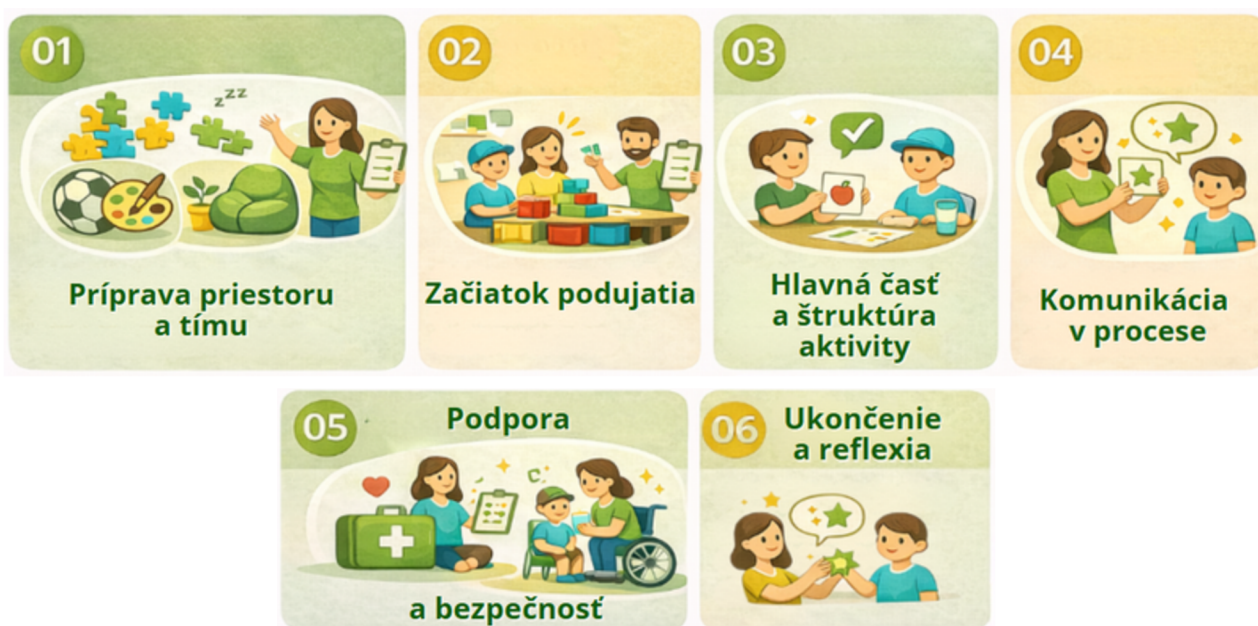 01
zzz
Príprava priestoru
a tímu
02
Začiatok podujatia
03
Hlavná časť
a štruktúra
aktivity
04
Komunikácia
v procese
05
Podpora
a bezpečnosť
06
Ukončenie
a reflexia